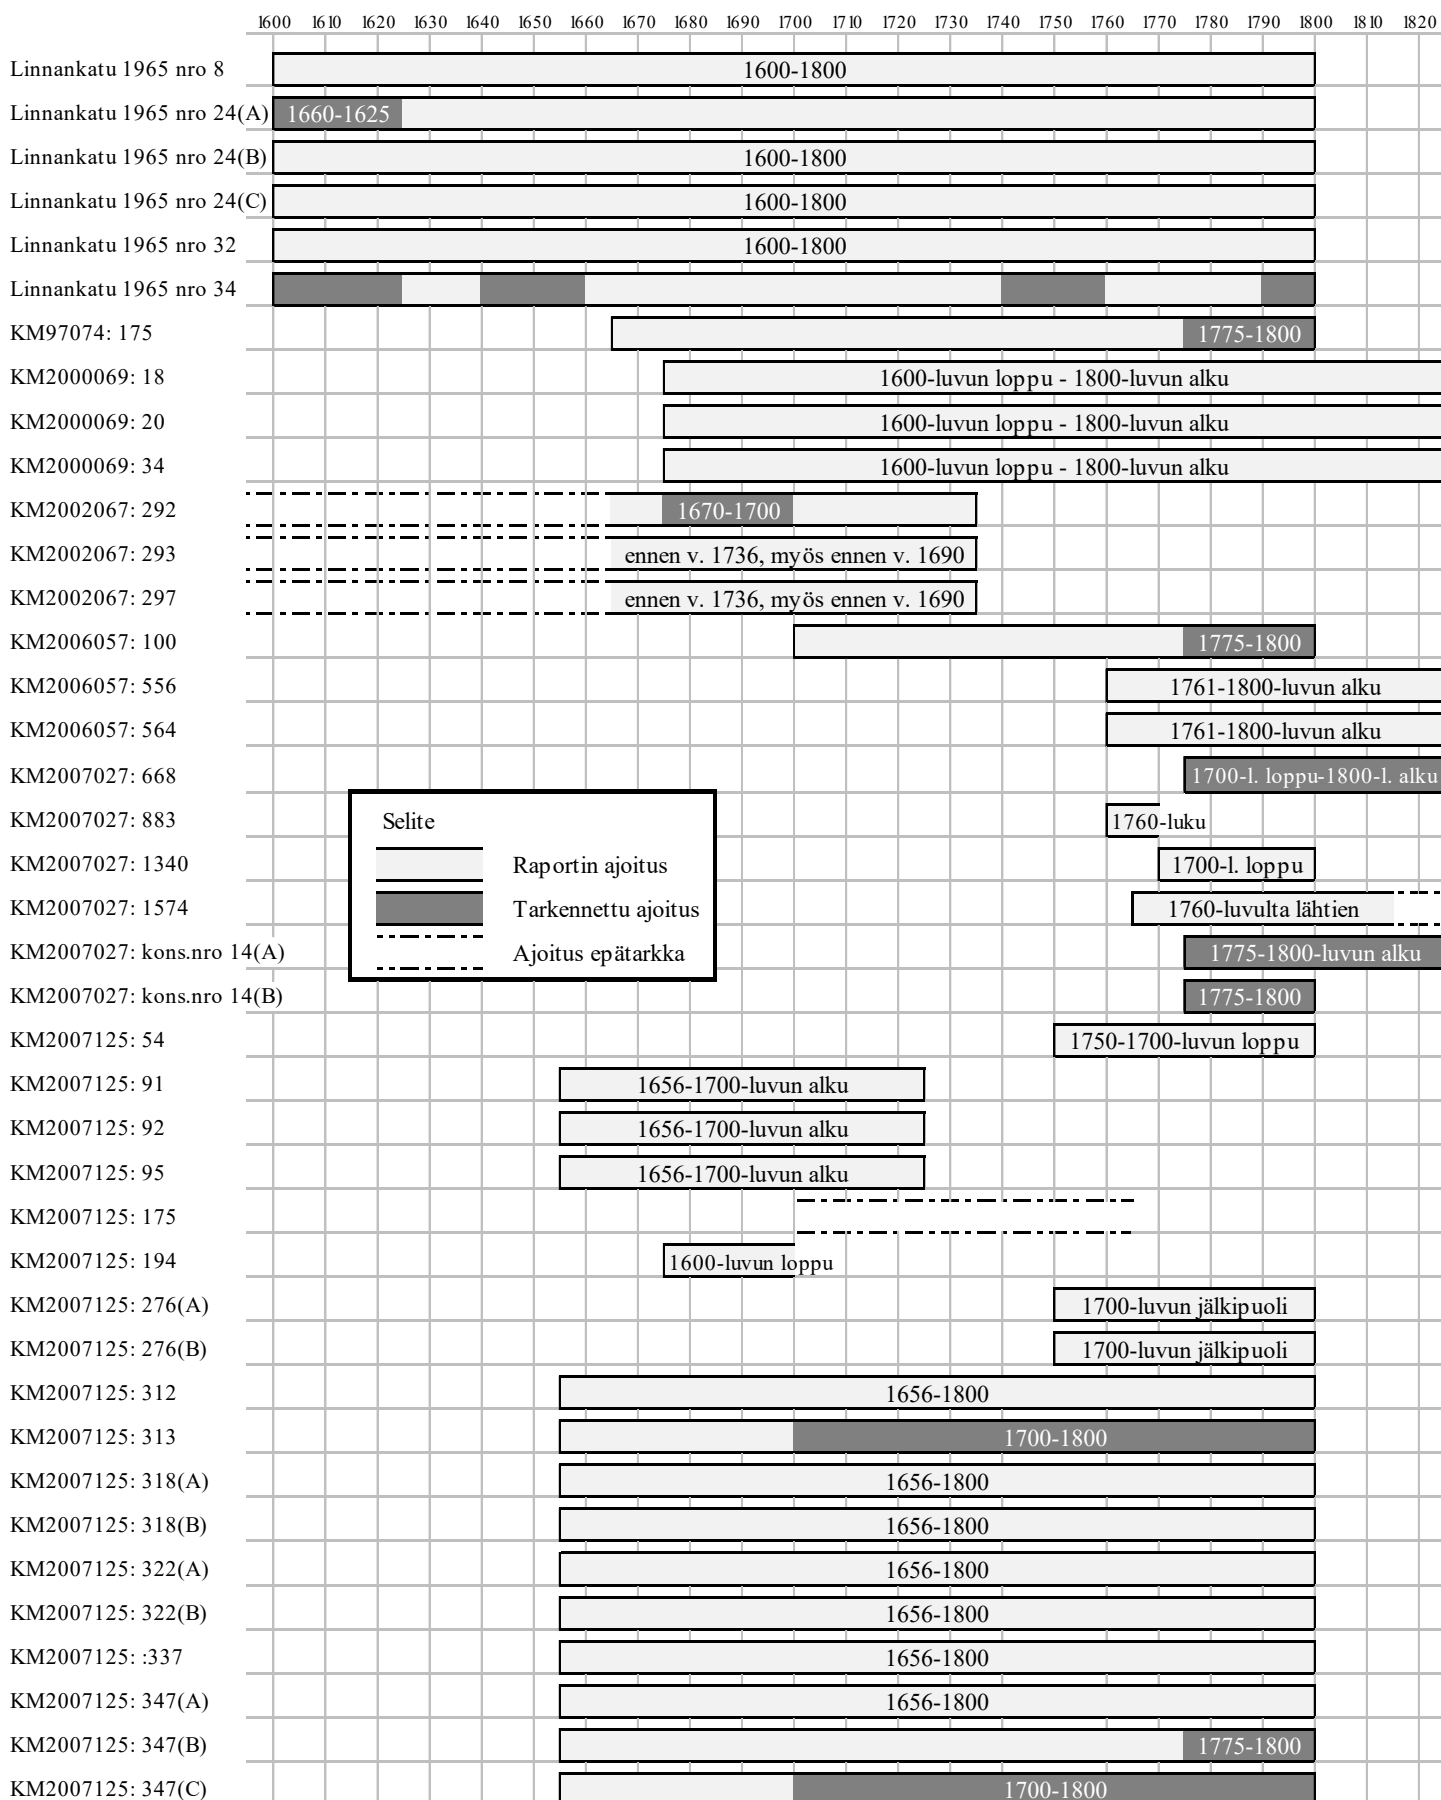 1600 1610 1620 1630 1640 1650 1660 1670 1680 1690 1700 1710 1720 1730 1740 1750 1760 1770 1780 1790 1800 1810 1820
Linnankatu 1965 nro 8 1600-1800
Linnankatu 1965 nro 24(A) 1660-1625
Linnankatu 1965 nro 24(B) 1600-1800
Linnankatu 1965 nro 24(C) 1600-1800
Linnankatu 1965 nro 32 1600-1800
Linnankatu 1965 nro 34
KM97074: 175 1775-1800
KM2000069: 18 1600-luvun loppu - 1800-luvun alku
KM2000069: 20 1600-luvun loppu - 1800-luvun alku
KM2000069: 34 1600-luvun loppu - 1800-luvun alku
KM2002067: 292 1670-1700
KM2002067: 293 ennen v. 1736, myös ennen v. 1690
KM2002067: 297 ennen v. 1736, myös ennen v. 1690
KM2006057: 100 1775-1800
KM2006057: 556 1761-1800-luvun alku
KM2006057: 564 1761-1800-luvun alku
KM2007027: 668 1700-l. loppu-1800-l. alku
KM2007027: 883 1760-luku
KM2007027: 1340 1700-l. loppu
KM2007027: 1574 1760-luvulta lähtien
KM2007027: kons.nro 14(A) 1775-1800-luvun alku
KM2007027: kons.nro 14(B) 1775-1800
Selite
Raportin ajoitus
Tarkennettu ajoitus
Ajoitus epätarkka
KM2007125: 54 1750-1700-luvun loppu
KM2007125: 91 1656-1700-luvun alku
KM2007125: 92 1656-1700-luvun alku
KM2007125: 95 1656-1700-luvun alku
KM2007125: 175
KM2007125: 194 1600-luvun loppu
KM2007125: 276(A) 1700-luvun jälkipuoli
KM2007125: 276(B) 1700-luvun jälkipuoli
KM2007125: 312 1656-1800
KM2007125: 313 1700-1800
KM2007125: 318(A) 1656-1800
KM2007125: 318(B) 1656-1800
KM2007125: 322(A) 1656-1800
KM2007125: 322(B) 1656-1800
KM2007125: :337 1656-1800
KM2007125: 347(A) 1656-1800
KM2007125: 347(B) 1775-1800
KM2007125: 347(C) 1700-1800